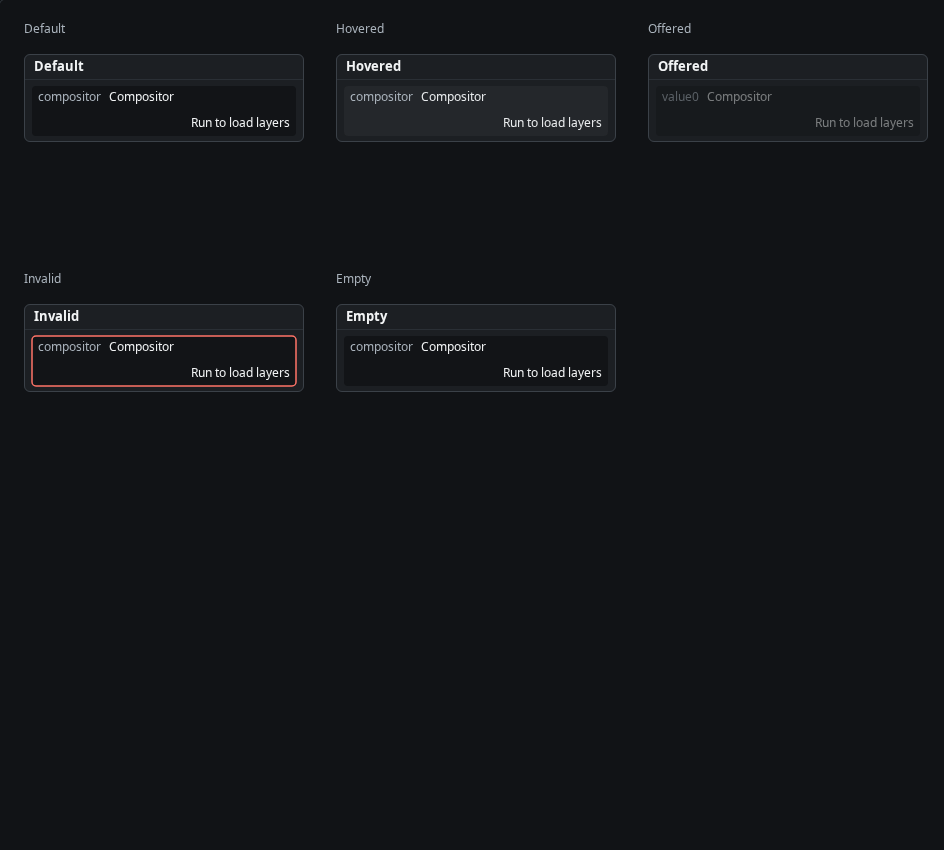 Default
Hovered
Offered
Default
Hovered
Offered
compositor Compositor
compositor Compositor
value0 Compositor
Run to load layers
Run to load layers
Run to load layers
Invalid
Empty
Invalid
Empty
compositor Compositor
compositor Compositor
Run to load layers
Run to load layers